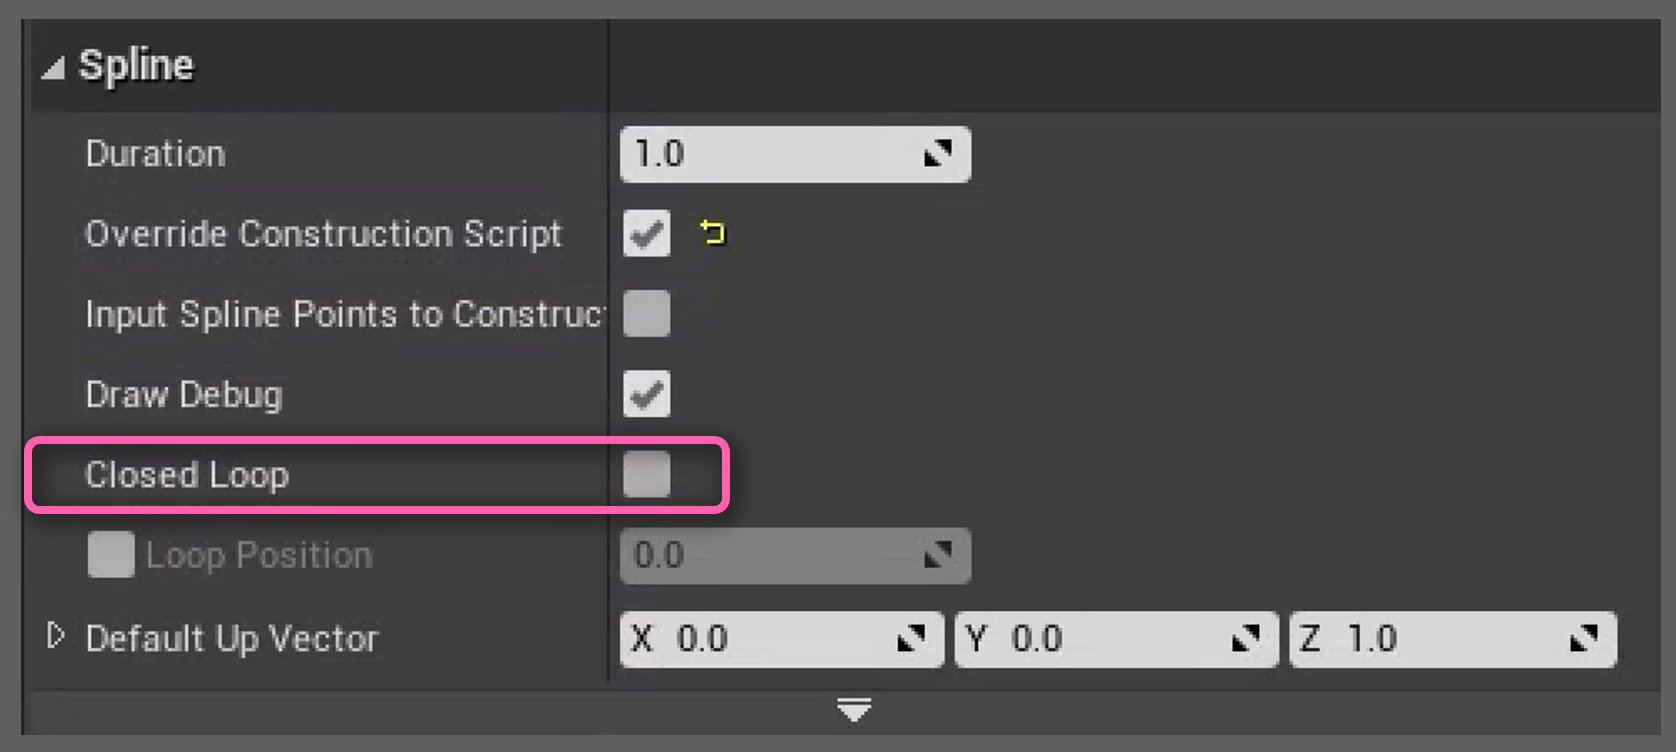 Spline
Duration 1.0
Override Construction Script
Input Spline Points to Construc
Draw Debug
Closed Loop
Loop Position 0.0
Default Up Vector X 0.0 Y 0.0 Z 1.0